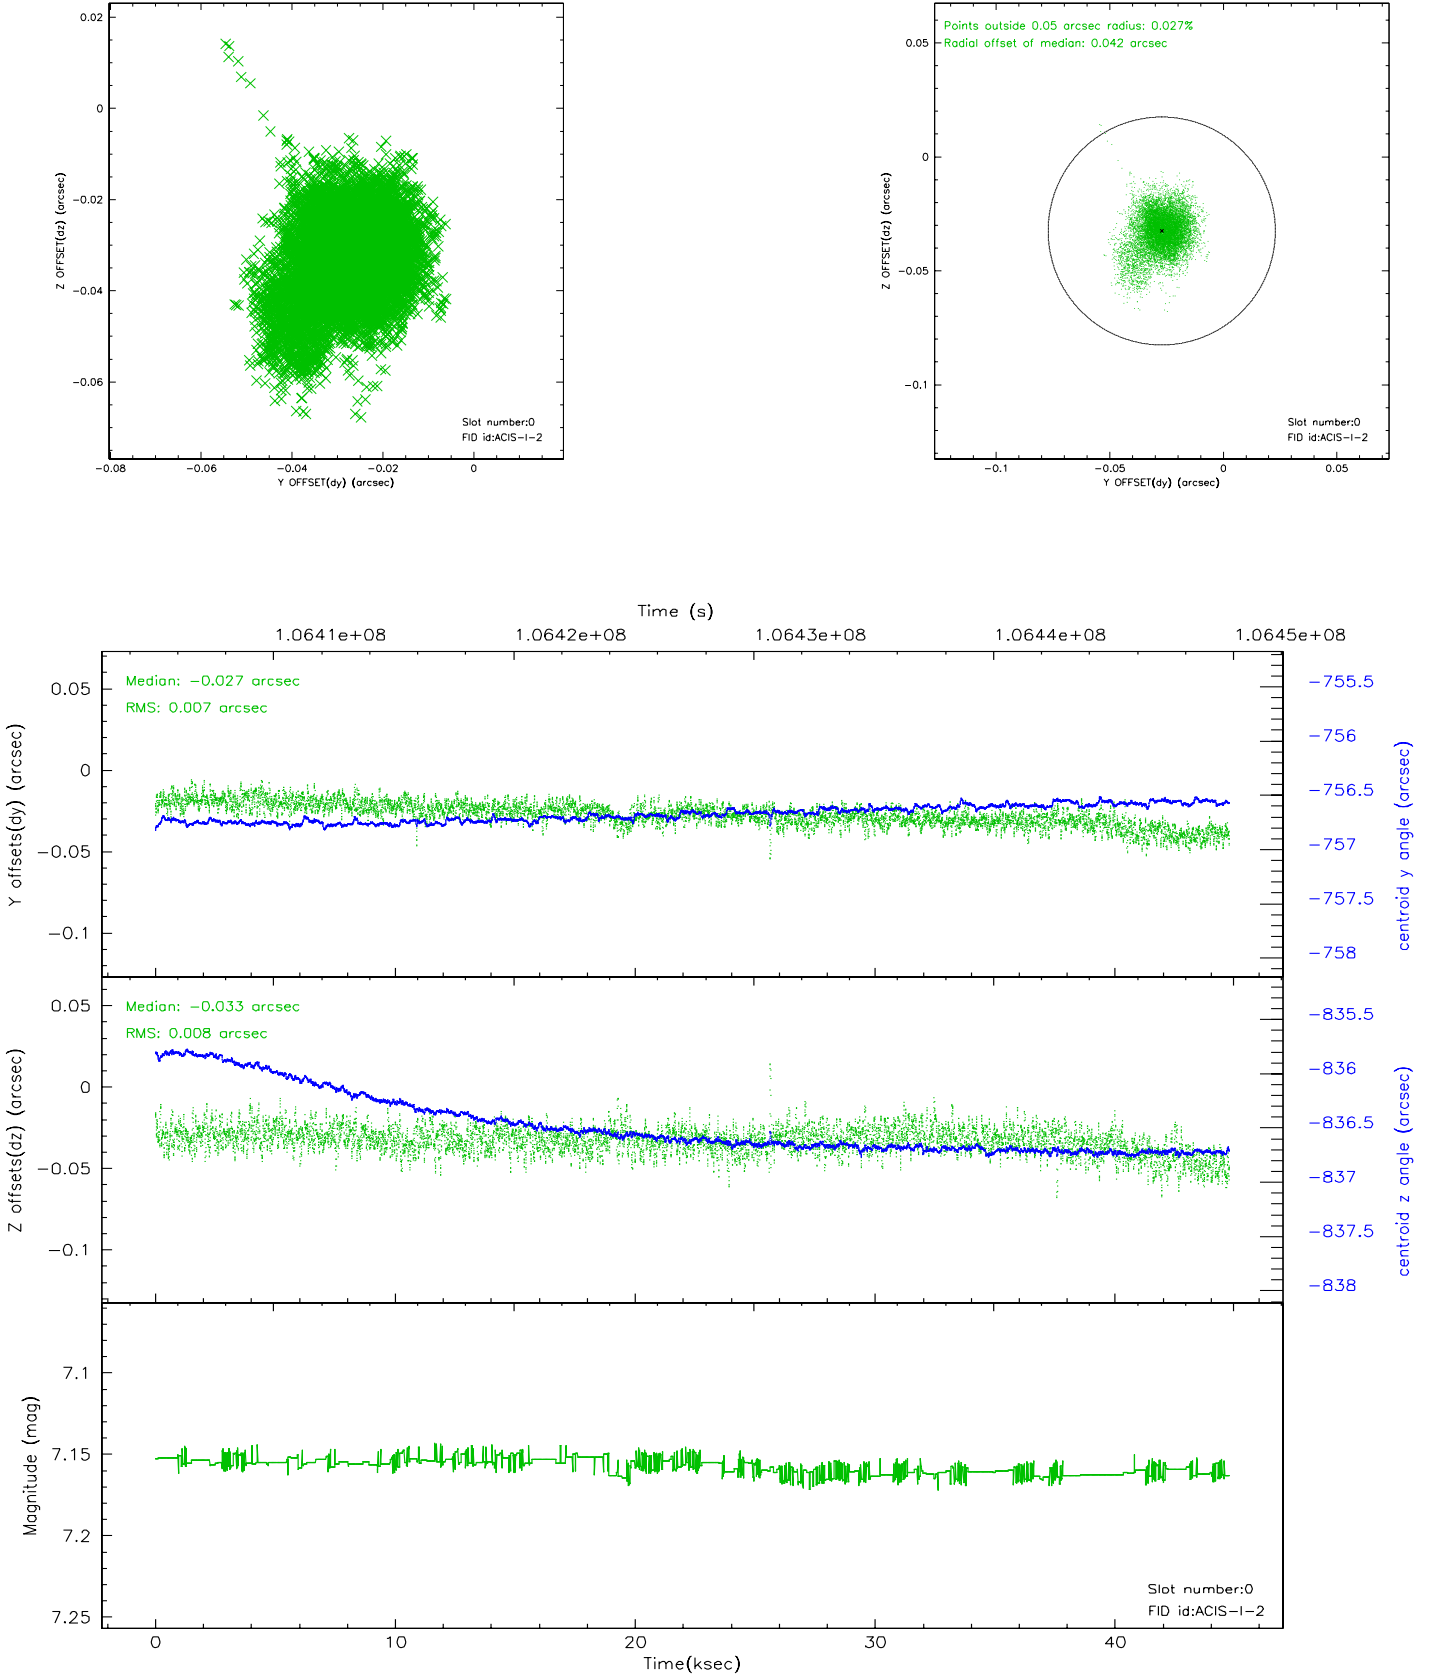 0.02
0
−0.02
−0.04
−0.06
Z OFFSET(dz) (arcsec)
−0.08
−0.06
−0.04
−0.02
0
Y OFFSET(dy) (arcsec)
Slot number:0
FID id:ACIS−I−2
Points outside 0.05 arcsec radius: 0.027%
Radial offset of median: 0.042 arcsec
0.05
0
−0.05
−0.1
Z OFFSET(dz) (arcsec)
−0.1
−0.05
0
0.05
Y OFFSET(dy) (arcsec)
Slot number:0
FID id:ACIS−I−2
Time (s)
1.0641e+08
1.0642e+08
1.0643e+08
1.0644e+08
1.0645e+08
Median: −0.027 arcsec
RMS: 0.007 arcsec
0.05
0
−0.05
−0.1
Y offsets(dy) (arcsec)
−755.5
−756
−756.5
−757
−757.5
−758
centroid y angle (arcsec)
Median: −0.033 arcsec
RMS: 0.008 arcsec
0.05
0
−0.05
−0.1
Z offsets(dz) (arcsec)
−835.5
−836
−836.5
−837
−837.5
−838
centroid z angle (arcsec)
7.1
7.15
7.2
7.25
Magnitude (mag)
Slot number:0
FID id:ACIS−I−2
0
10
20
30
40
Time(ksec)